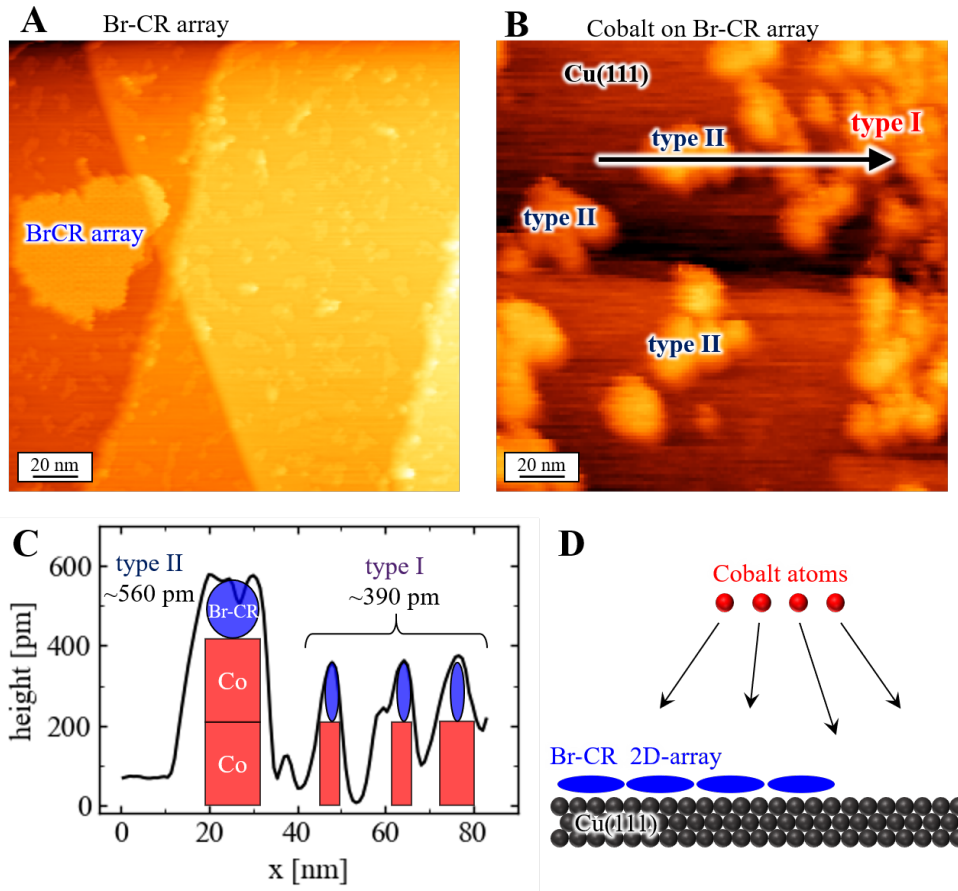 A
Br-CR array
BrCR array
20 nm
B
Cobalt on Br-CR array
Cu(111)
type I
type II
type II
type II
20 nm
C
type II
~560 pm
type I
~390 pm
Br-CR
Co
Co
height [pm]
600
400
200
0
0
20
40
60
80
x [nm]
D
Cobalt atoms
Br-CR 2D-array
Cu(111)